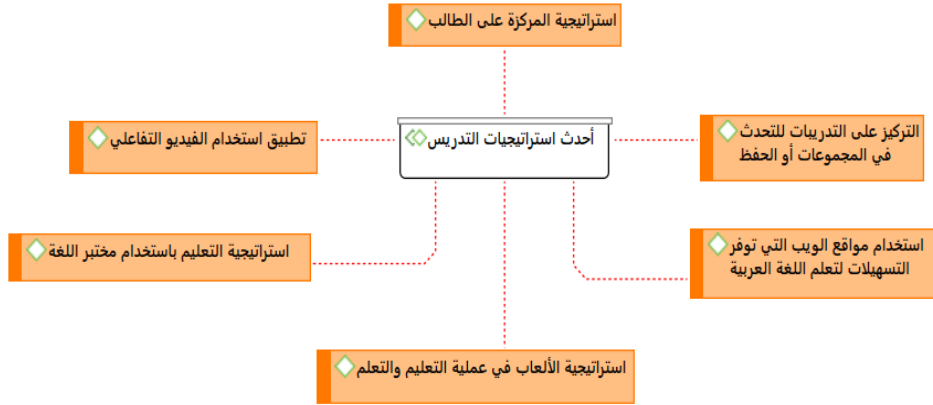 استراتيجية المركزة على الطالب
أحدث استراتيجيات التدريس
التركيز على التدريبات للتحدث
في المجموعات أو الحفظ
تطبيق استخدام الفيديو التفاعلي
استخدام مواقع الويب التي توفر
التسهيلات لتعلم اللغة العربية
استراتيجية التعليم باستخدام مختبر اللغة
استراتيجية الألعاب في عملية التعليم والتعلم